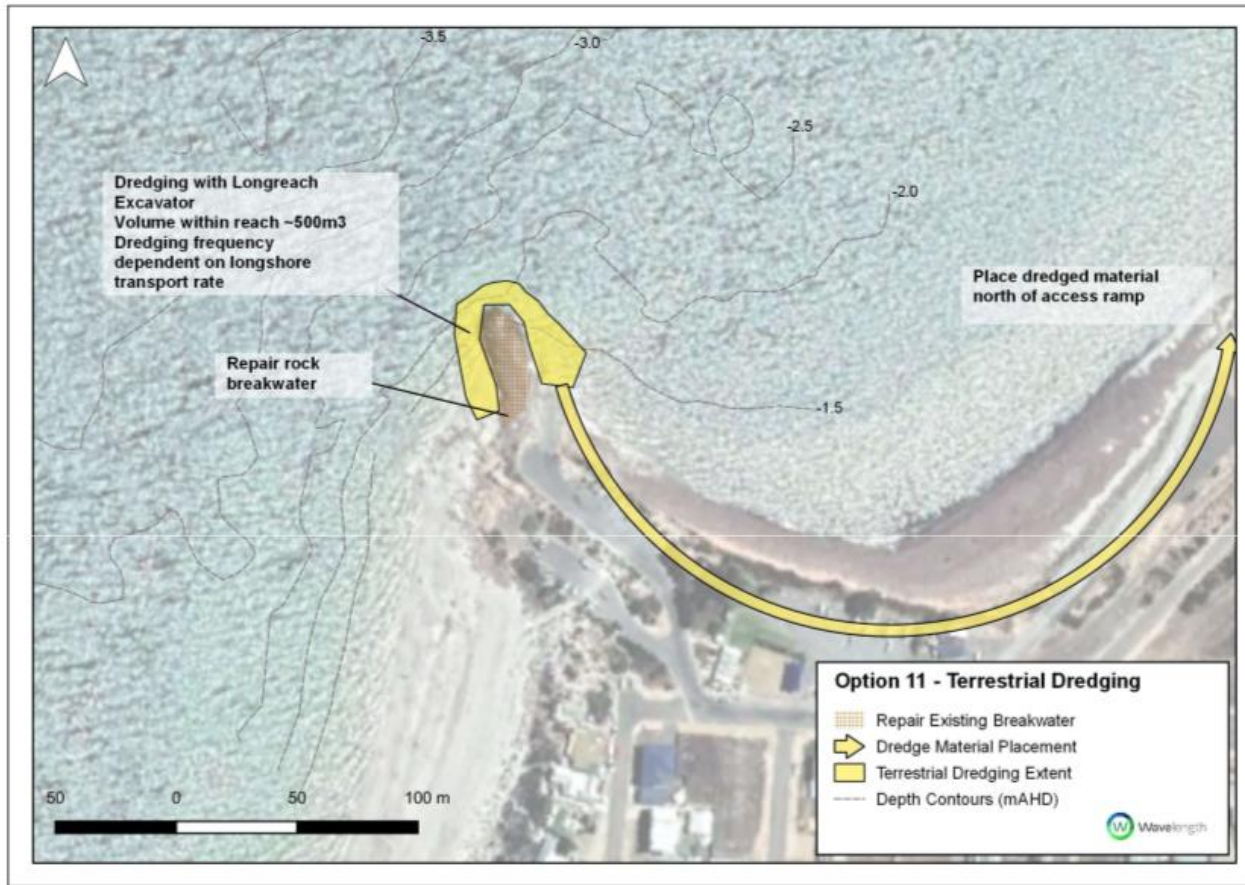 -3.5
-3.0
-2.5
-2.0
Dredging with Longreach
Excavator
Volume within reach ~500m3
Dredging frequency
dependent on longshore
transport rate
Place dredged material
north of access ramp
Repair rock
breakwater
-1.5
Option 11 - Terrestrial Dredging
Repair Existing Breakwater
Dredge Material Placement
Terrestrial Dredging Extent
Depth Contours (mAHD)
W Wavelength
50 0 50 100 m